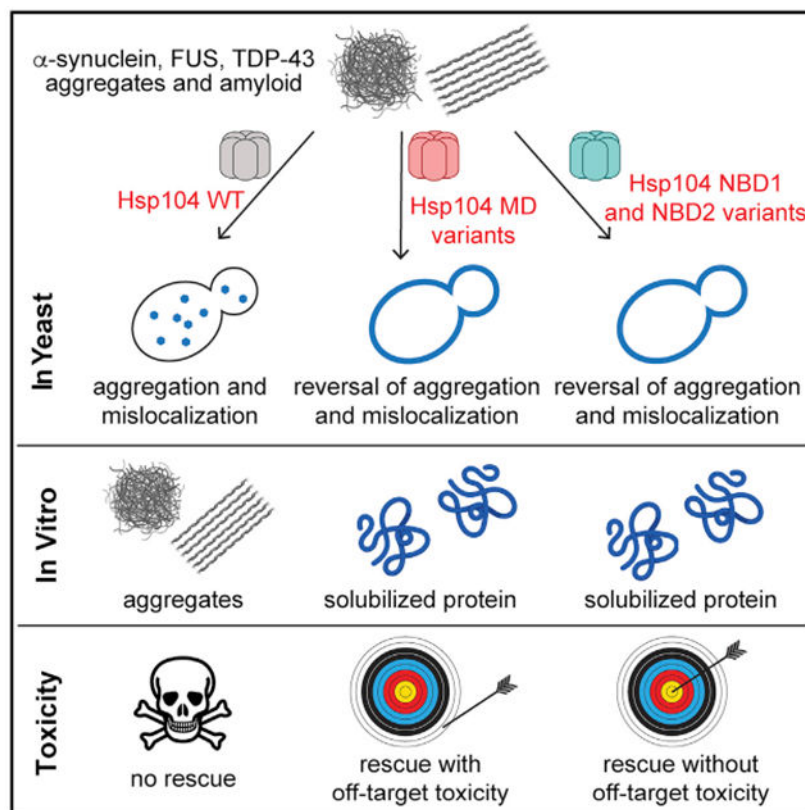 α-synuclein, FUS, TDP-43
aggregates and amyloid
Hsp104 WT
Hsp104 MD
variants
Hsp104 NBD1
and NBD2 variants
In Yeast
aggregation and
mislocalization
reversal of aggregation
and mislocalization
reversal of aggregation
and mislocalization
In Vitro
aggregates
solubilized protein
solubilized protein
Toxicity
no rescue
rescue with
off-target toxicity
rescue without
off-target toxicity